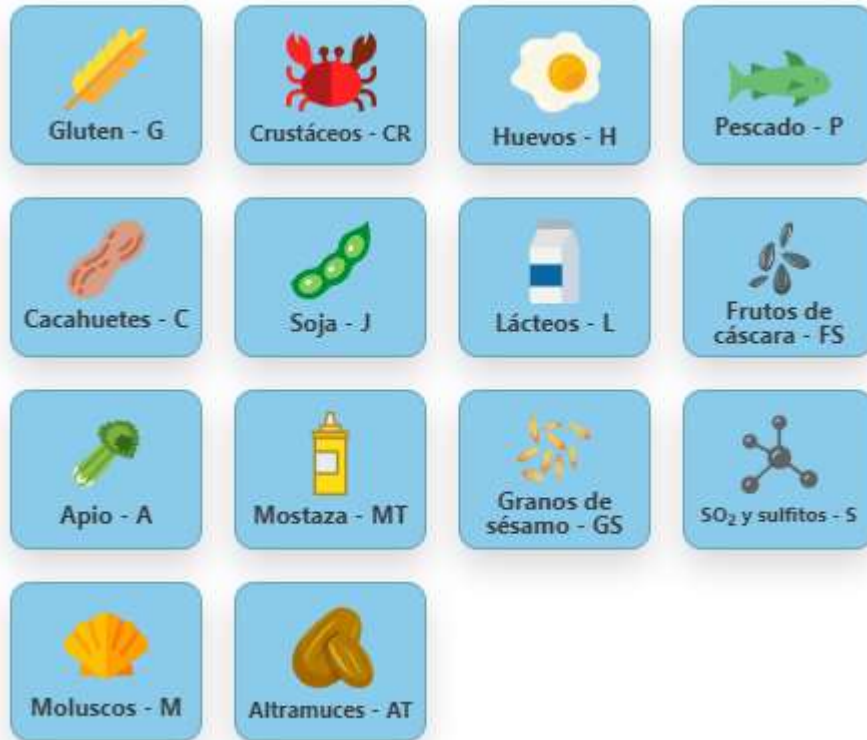 Gluten - G
Crustáceos - CR
Huevos - H
Pescado - P
Cacahuetes - C
Soja - J
Lácteos - L
Frutos de
cáscara - FS
Apio - A
Mostaza - MT
Granos de
sésamo - GS
SO₂ y sulfitos - S
Moluscos - M
Altramuces - AT